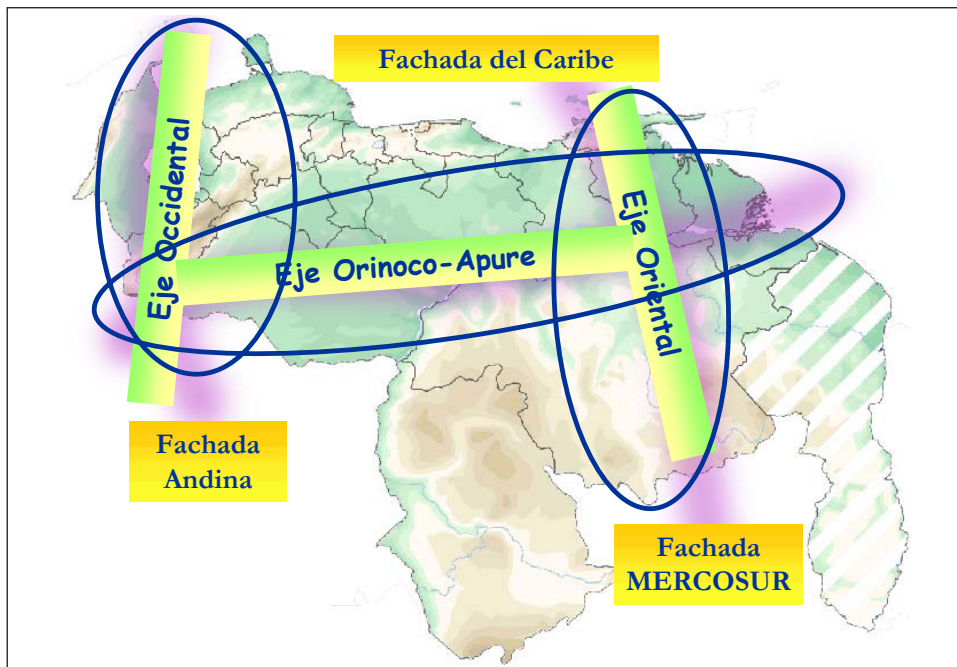 Fachada del Caribe
Eje Occidental
Eje Orinoco-Apure
Eje Oriental
Fachada
Andina
Fachada
MERCOSUR